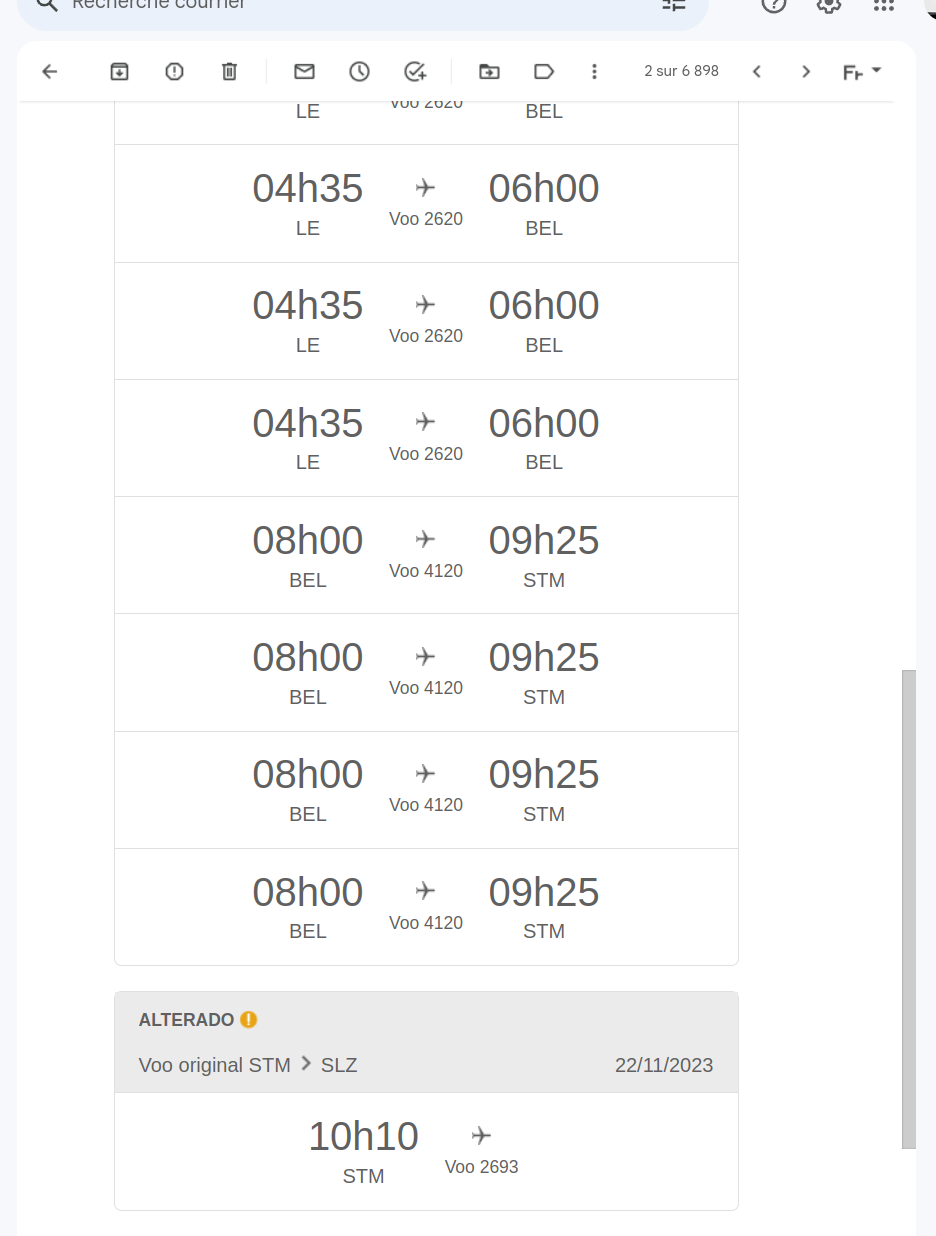 Recherche courrier
2 sur 6 898
Fr
LE Voo 2620 BEL
04h35 06h00
Voo 2620
LE BEL
04h35 06h00
Voo 2620
LE BEL
04h35 06h00
Voo 2620
LE BEL
08h00 09h25
Voo 4120
BEL STM
08h00 09h25
Voo 4120
BEL STM
08h00 09h25
Voo 4120
BEL STM
08h00 09h25
Voo 4120
BEL STM
ALTERADO
Voo original STM > SLZ 22/11/2023
10h10
Voo 2693
STM